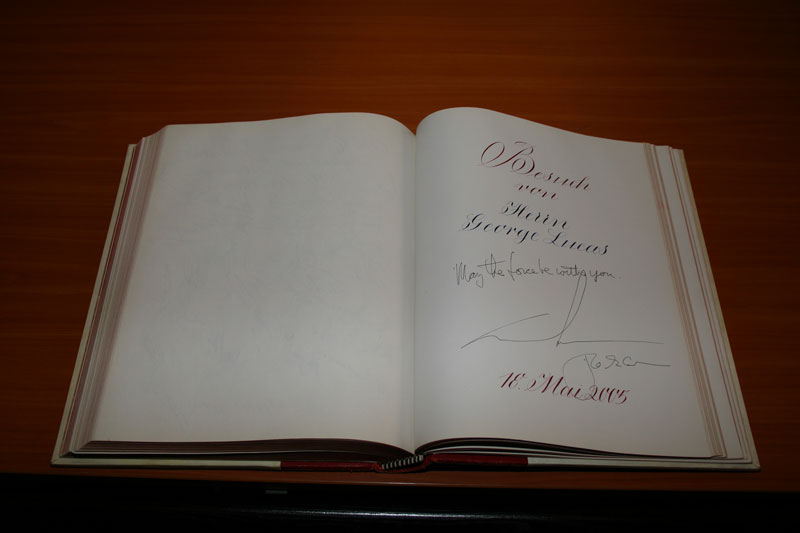 Besuch
von
Herrn
George Lucas
May the force be with you.
18. Mai 2005